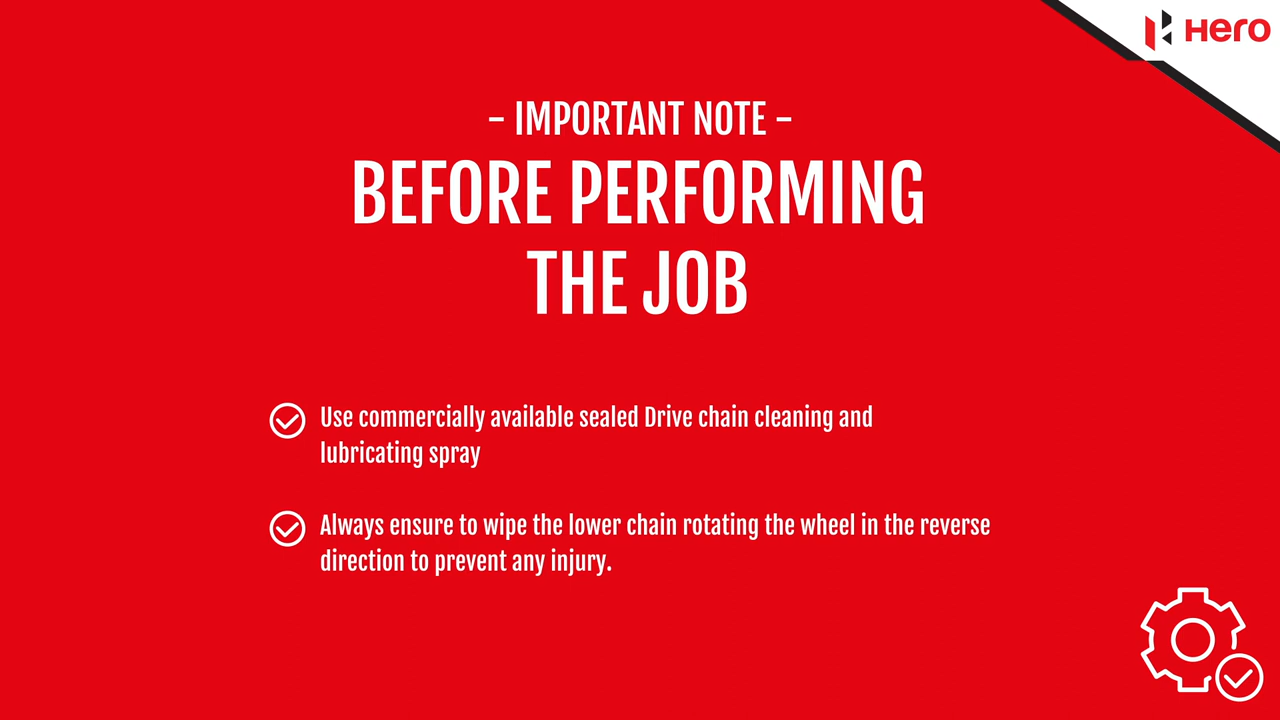 Hero
- IMPORTANT NOTE -
BEFORE PERFORMING
THE JOB
Use commercially available sealed Drive chain cleaning and
lubricating spray
Always ensure to wipe the lower chain rotating the wheel in the reverse
direction to prevent any injury.